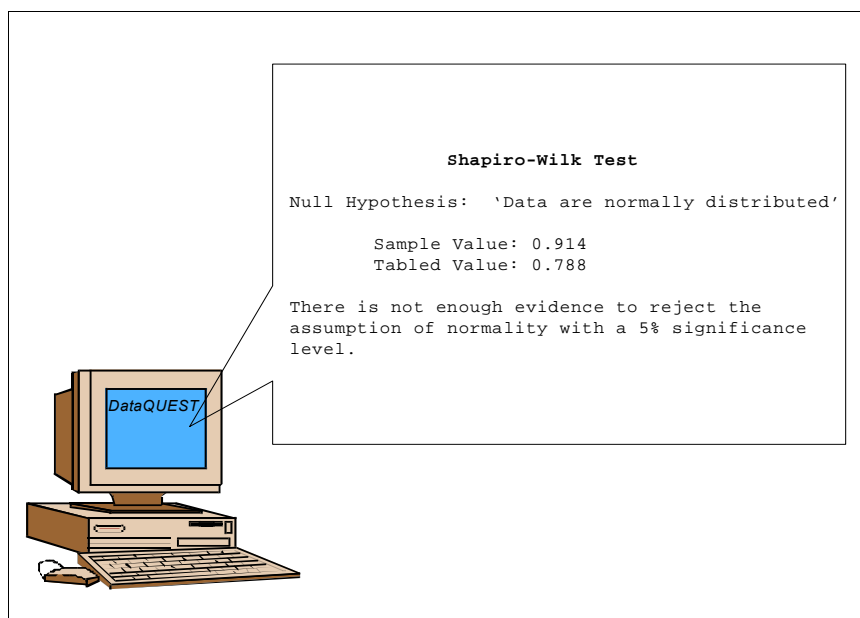 Shapiro-Wilk Test
Null Hypothesis:  ‘Data are normally distributed’
Sample Value: 0.914
Tabled Value: 0.788
There is not enough evidence to reject the
assumption of normality with a 5% significance
level.
DataQUEST